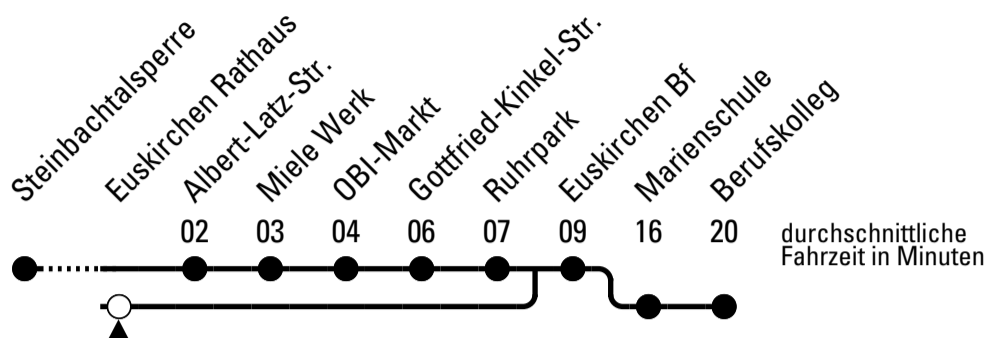 Steinbachtalsperre
Euskirchen Rathaus
Albert-Latz-Str.
Miele Werk
OBI-Markt
Gottfried-Kinkel-Str.
Ruhrpark
Euskirchen Bf
Marienschule
Berufskolleg
02 03 04 06 07 09 16 20
durchschnittliche
Fahrzeit in Minuten